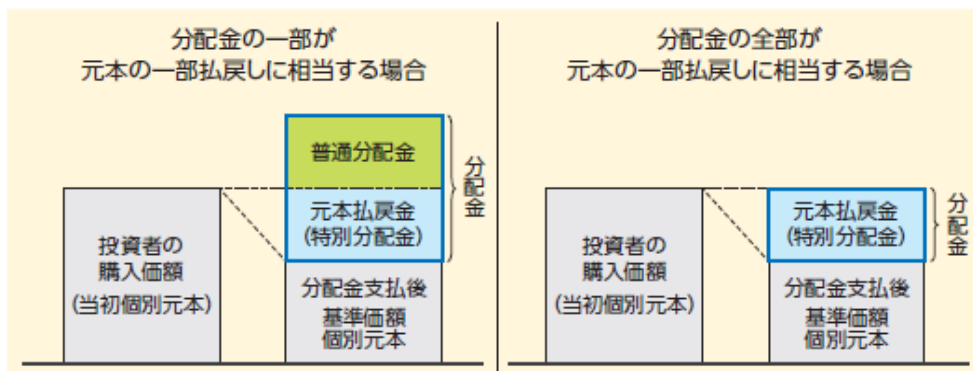 分配金の一部が
元本の一部払戻しに相当する場合
普通分配金
元本払戻金
(特別分配金)
分配金
投資者の
購入価額
(当初個別元本)
分配金支払後
基準価額
個別元本
分配金の全部が
元本の一部払戻しに相当する場合
元本払戻金
(特別分配金)
分配金
投資者の
購入価額
(当初個別元本)
分配金支払後
基準価額
個別元本